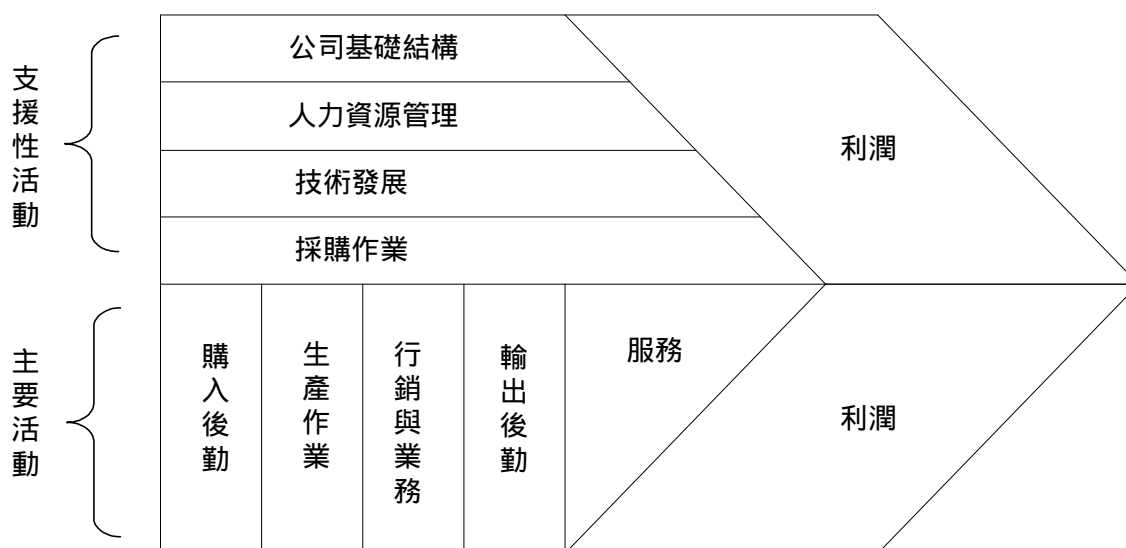 支援性活動
公司基礎結構
人力資源管理
技術發展
採購作業
利潤
主要活動
購入後勤
生產作業
行銷與業務
輸出後勤
服務
利潤